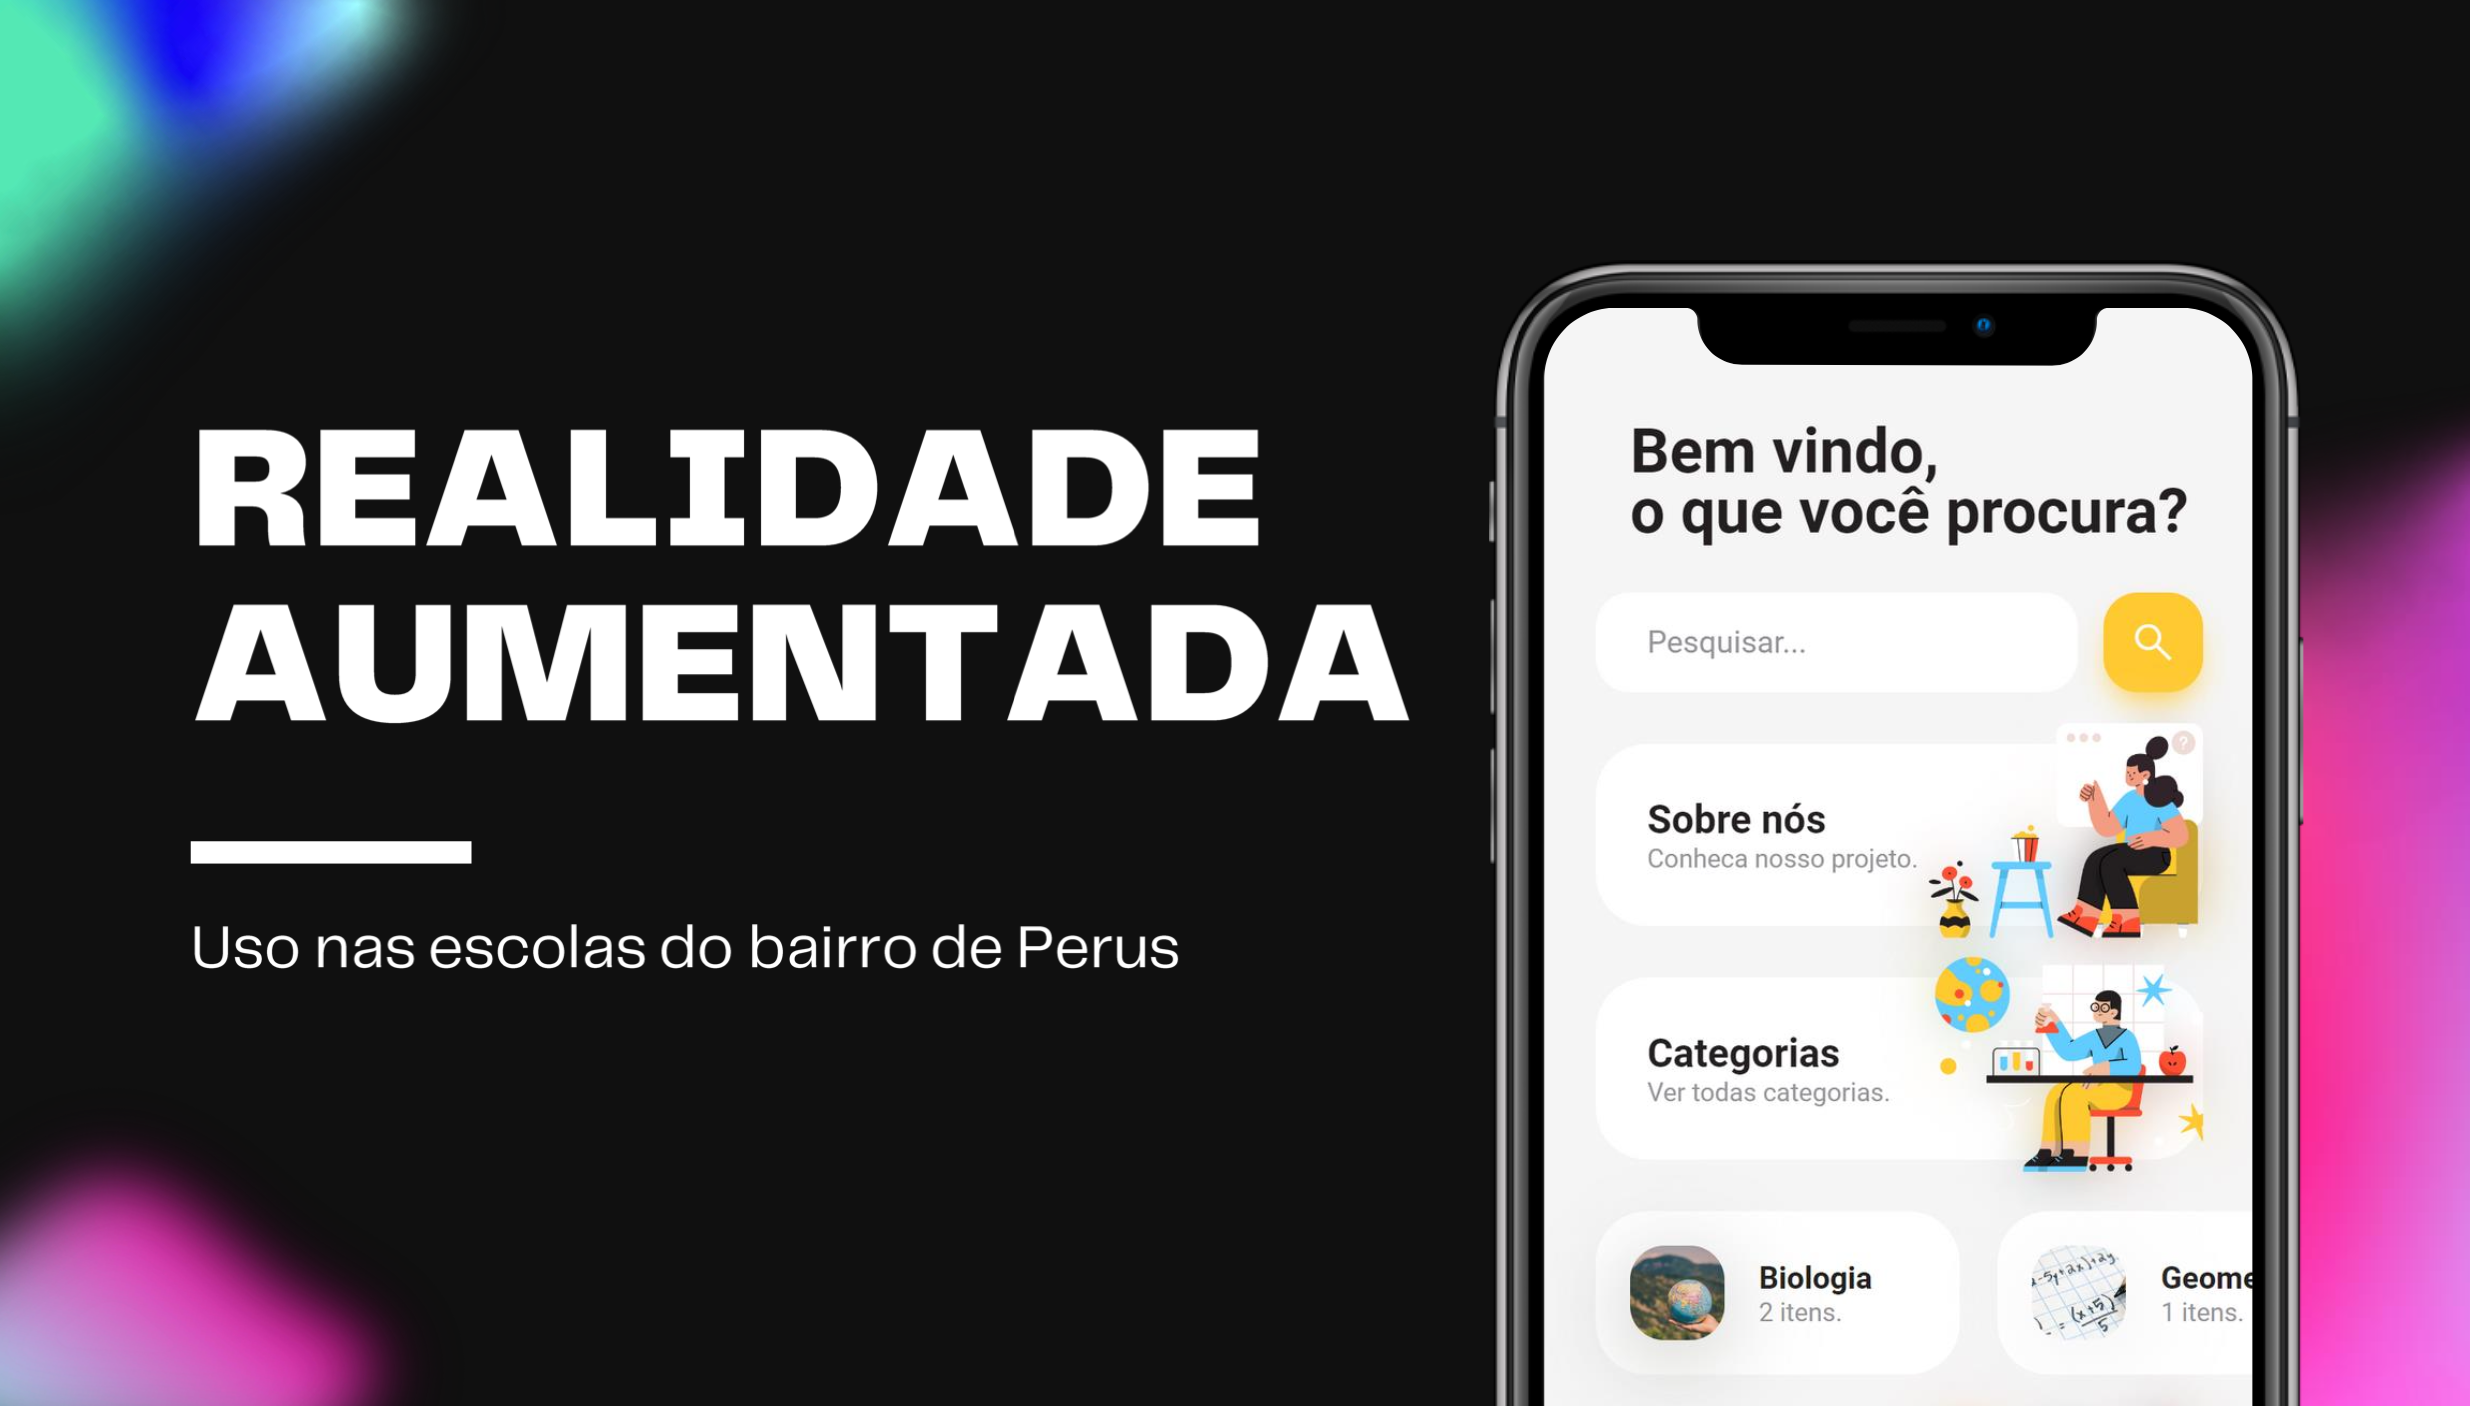 REALIDADE
AUMENTADA
Uso nas escolas do bairro de Perus
Bem vindo,
o que você procura?
Pesquisar...
?
Sobre nós
Conheca nosso projeto.
Categorias
Ver todas categorias.
Biologia
2 itens.
Geome
1 itens.